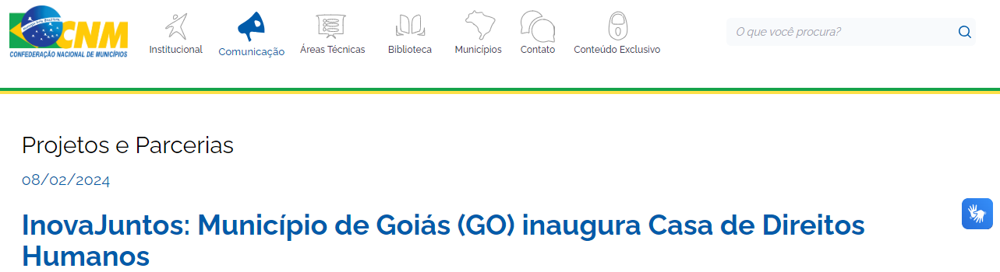 CNM
CONFEDERAÇÃO NACIONAL DE MUNICÍPIOS
Institucional
Comunicação
Áreas Técnicas
Biblioteca
Municípios
Contato
Conteúdo Exclusivo
O que você procura?
Projetos e Parcerias
08/02/2024
InovaJuntos: Município de Goiás (GO) inaugura Casa de Direitos
Humanos